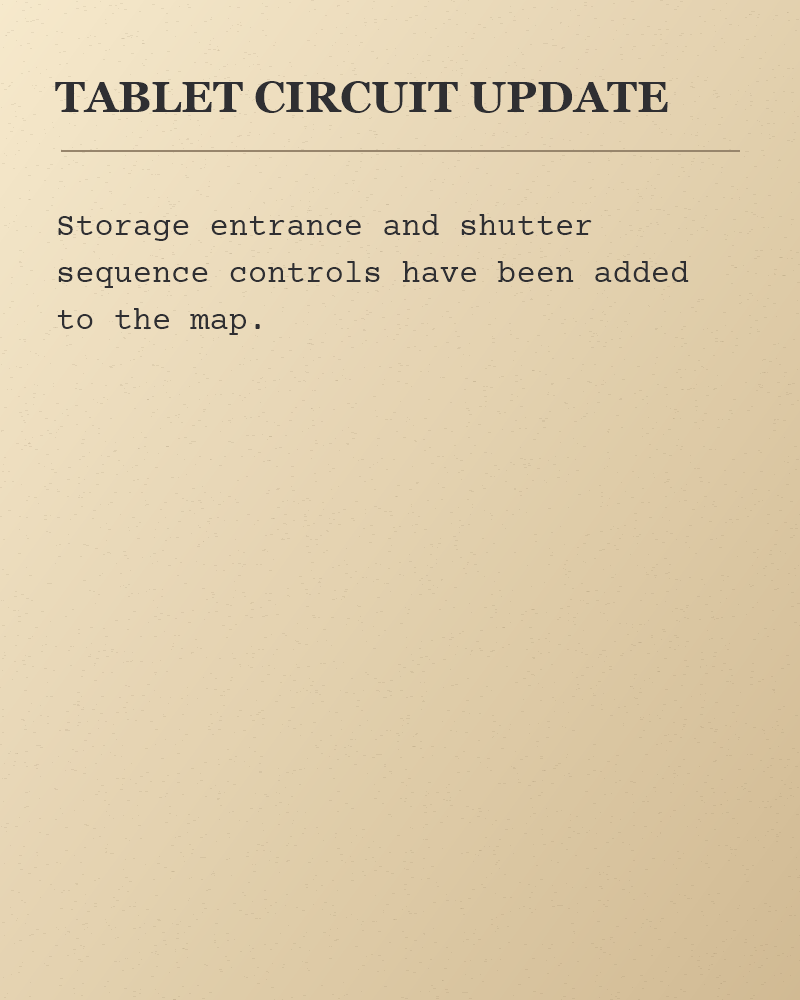 TABLET CIRCUIT UPDATE
Storage entrance and shutter
sequence controls have been added
to the map.